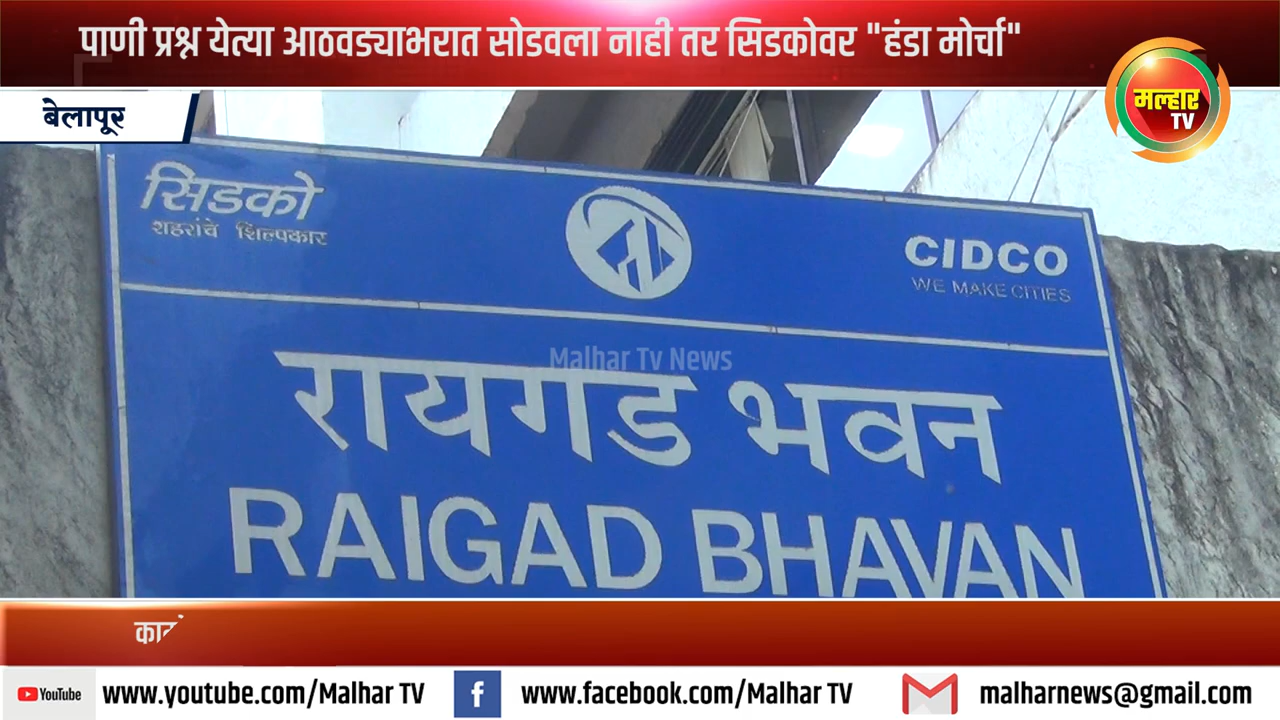 पाणी प्रश्न येत्या आठवड्याभरात सोडवला नाही तर सिडकोवर "हंडा मोर्चा"
बेलापूर
मल्हार
TV
सिडको
शहरांचे शिल्पकार
CIDCO
WE MAKE CITIES
Malhar Tv News
रायगड भवन
RAIGAD BHAVAN
YouTube
www.youtube.com/Malhar TV
f
www.facebook.com/Malhar TV
malharnews@gmail.com